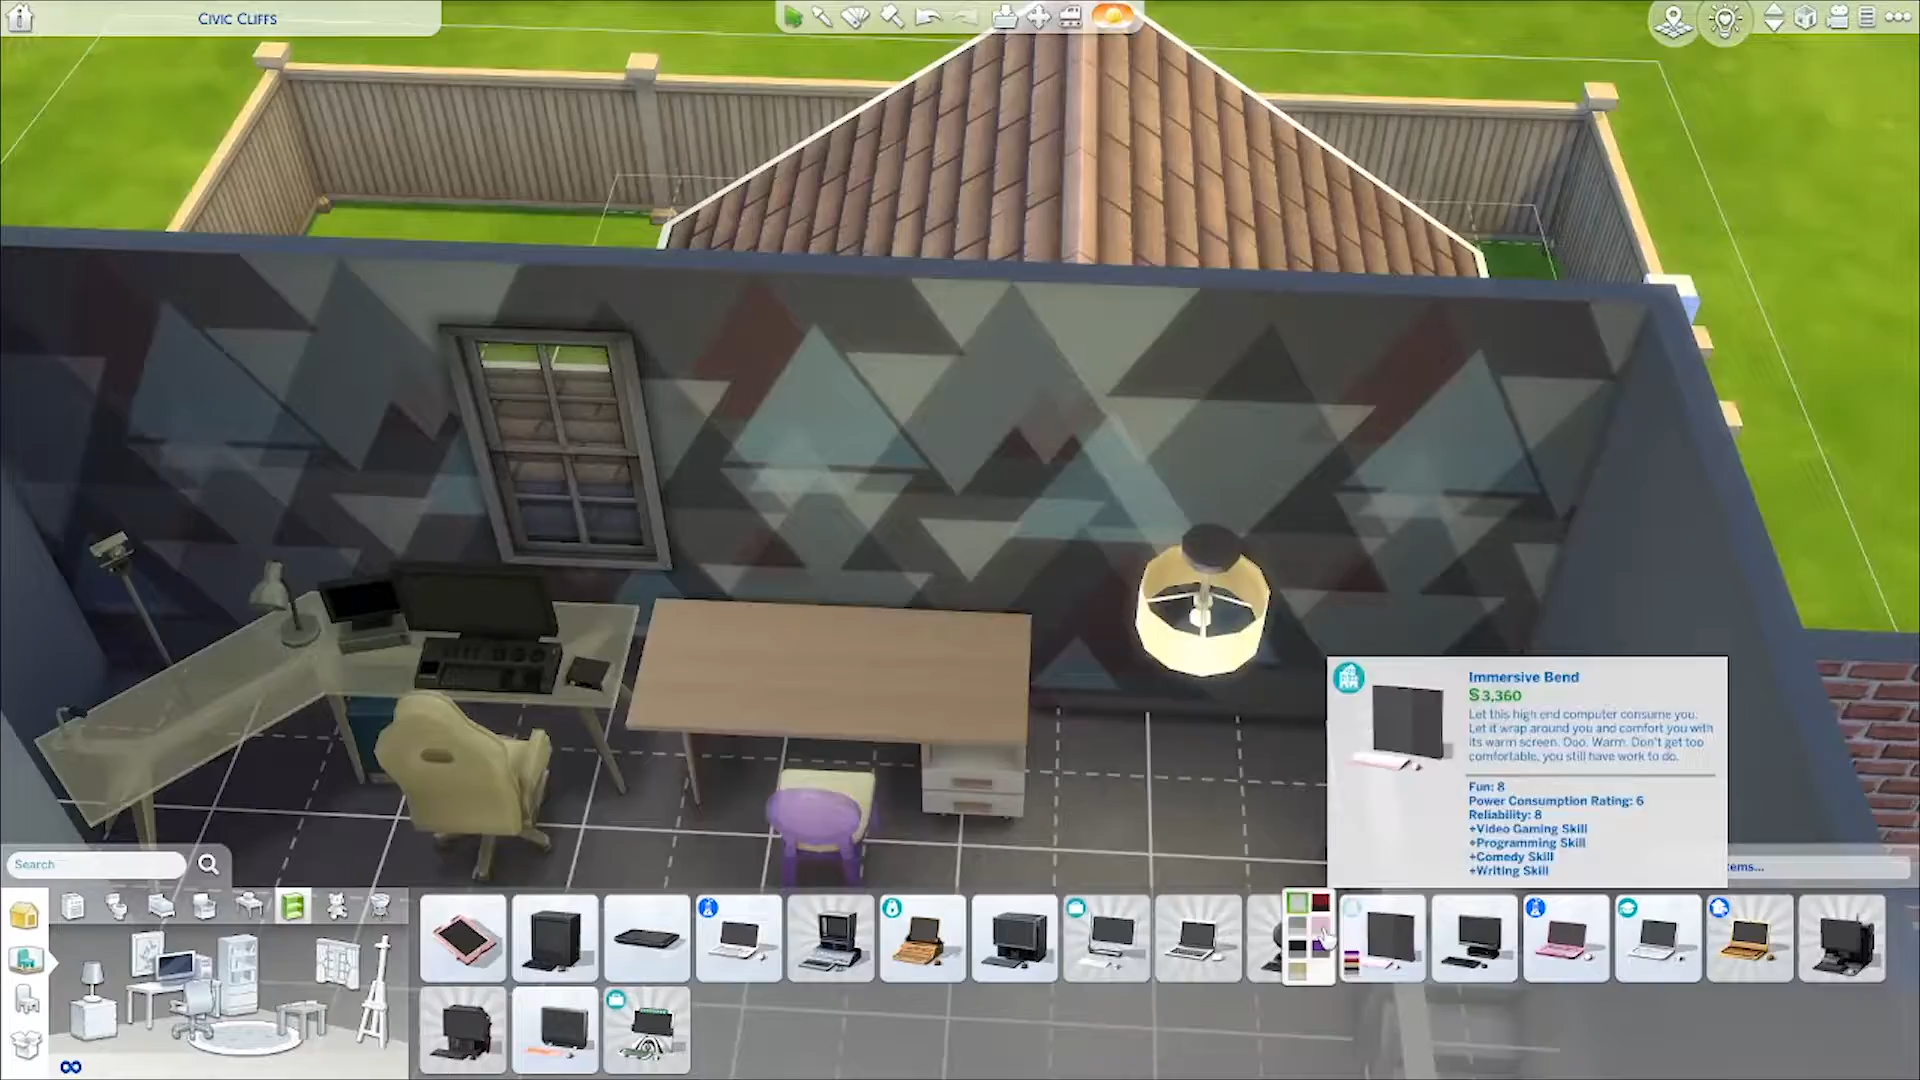 Civic Cliffs
Immersive Bend
§3,360
Let this high end computer consume you.
Let it wrap around you and comfort you with
its warm screen. Ooo. Warm. Don't get too
comfortable, you still have work to do.
Fun: 8
Power Consumption Rating: 6
Reliability: 8
+Video Gaming Skill
+Programming Skill
+Comedy Skill
+Writing Skill
Search
ems...